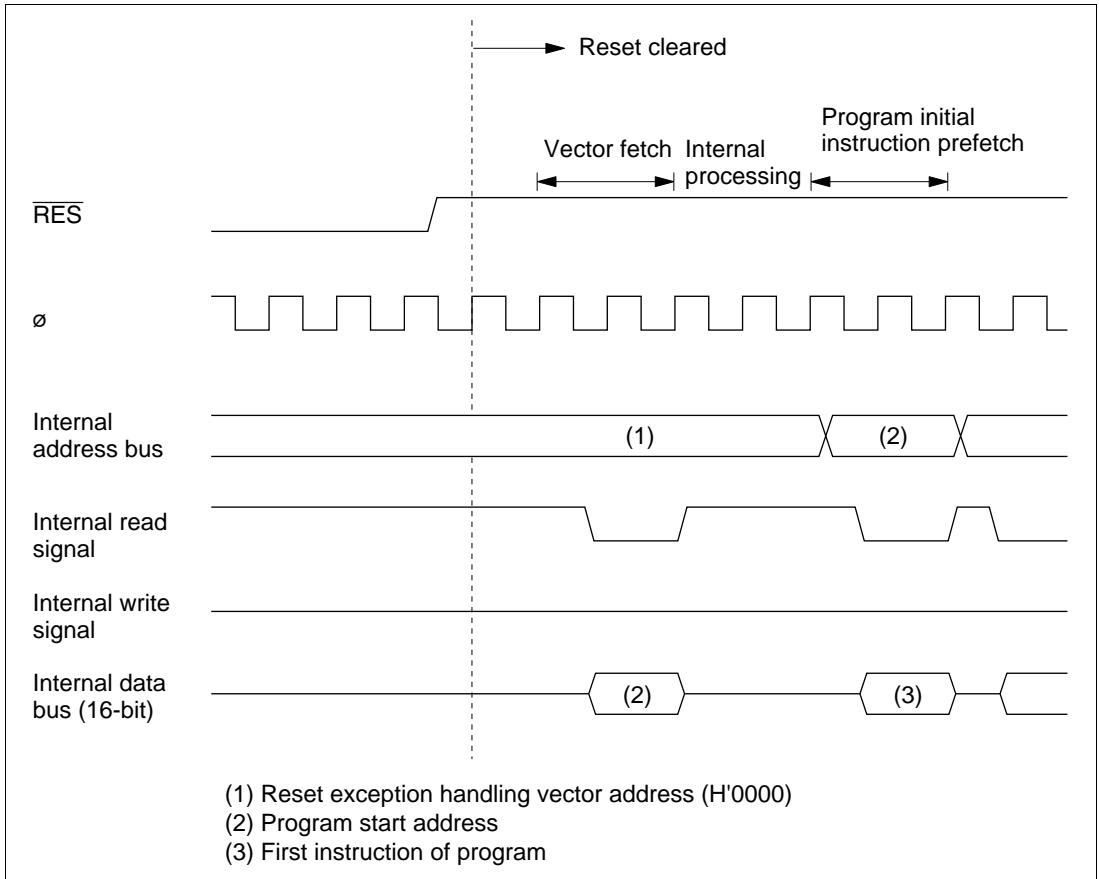 Reset cleared
Program initial
instruction prefetch
Vector fetch
Internal
processing
RES
ø
Internal
address bus
(1)
(2)
Internal read
signal
Internal write
signal
Internal data
bus (16-bit)
(2)
(3)
(1) Reset exception handling vector address (H'0000)
(2) Program start address
(3) First instruction of program